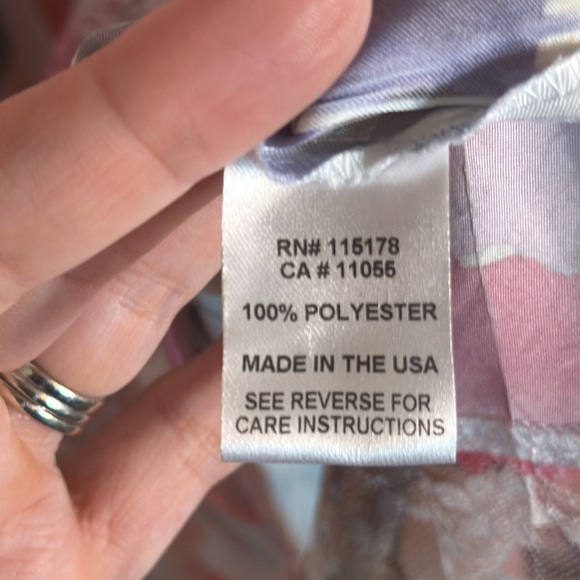 RN# 115178
CA # 11055
100% POLYESTER
MADE IN THE USA
SEE REVERSE FOR
CARE INSTRUCTIONS